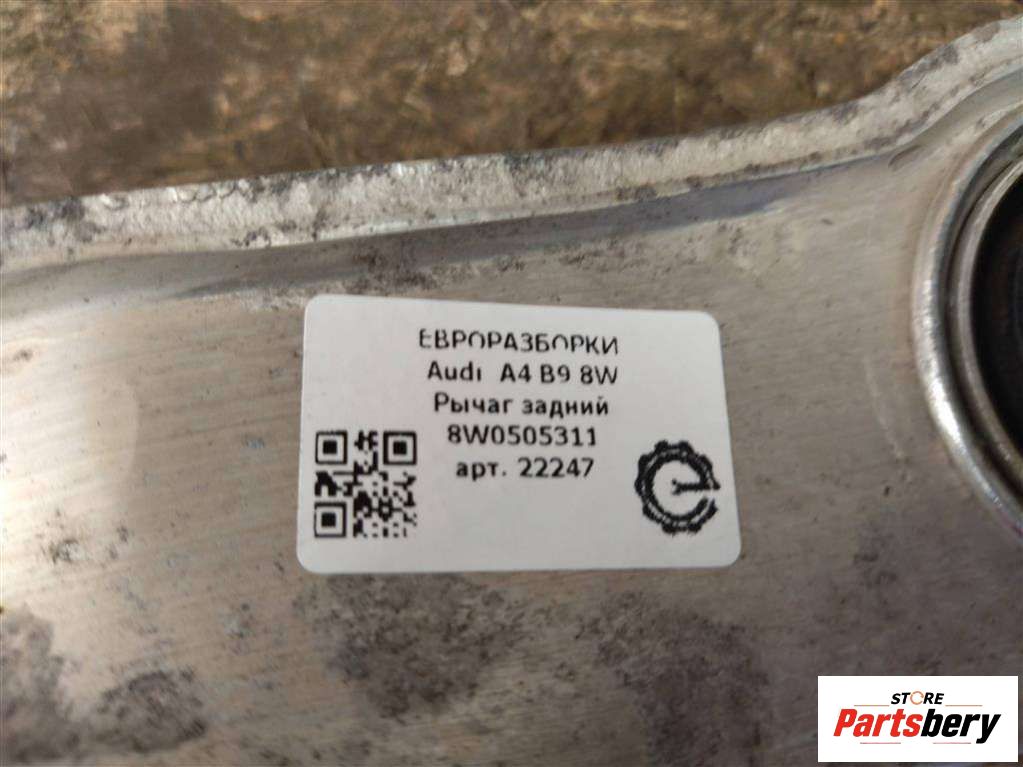 ЕВРОРАЗБОРКИ
Audi A4 B9 8W
Рычаг задний
8W0505311
арт. 22247
STORE
Partsbery